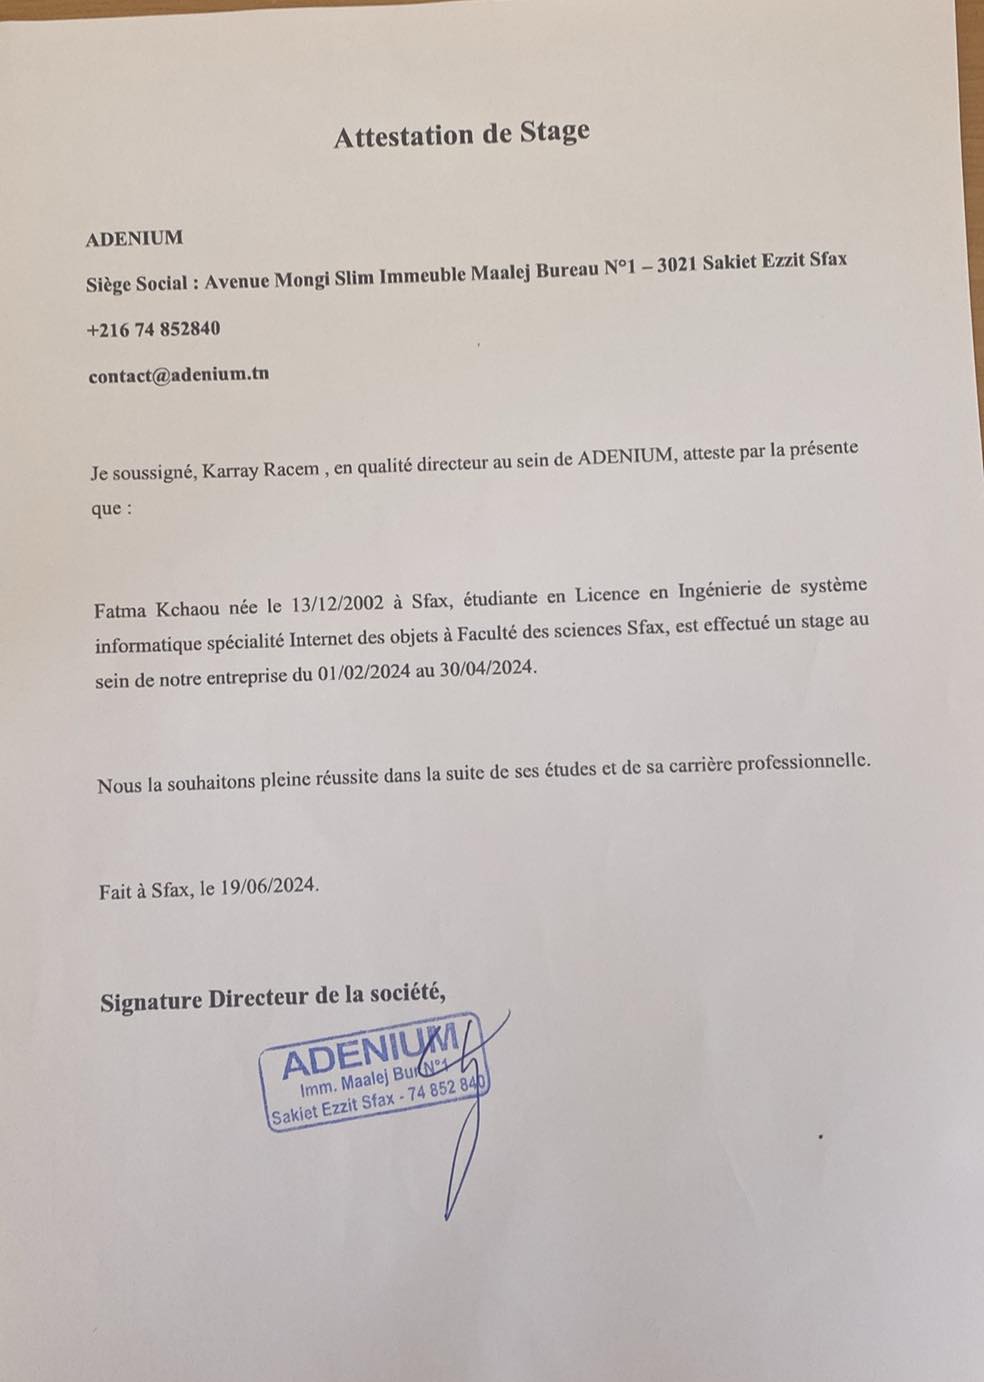 Attestation de Stage
ADENIUM
Siège Social : Avenue Mongi Slim Immeuble Maalej Bureau N°1 – 3021 Sakiet Ezzit Sfax
+216 74 852840
contact@adenium.tn
Je soussigné, Karray Racem , en qualité directeur au sein de ADENIUM, atteste par la présente
que :
Fatma Kchaou née le 13/12/2002 à Sfax, étudiante en Licence en Ingénierie de système
informatique spécialité Internet des objets à Faculté des sciences Sfax, est effectué un stage au
sein de notre entreprise du 01/02/2024 au 30/04/2024.
Nous la souhaitons pleine réussite dans la suite de ses études et de sa carrière professionnelle.
Fait à Sfax, le 19/06/2024.
Signature Directeur de la société,
ADENIUM
Imm. Maalej Bur N°1
Sakiet Ezzit Sfax - 74 852 840